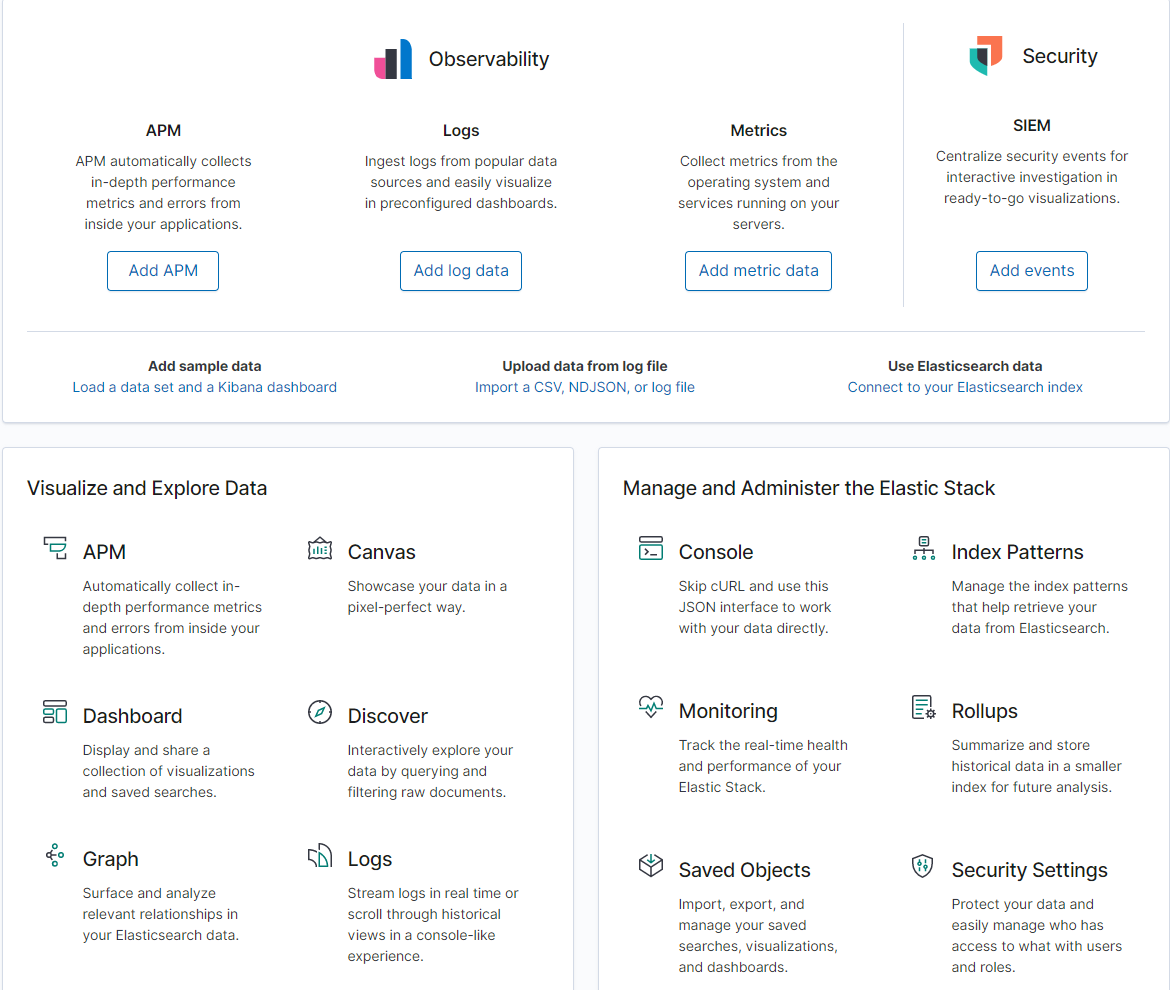 Observability
Security
APM
APM automatically collects
in-depth performance
metrics and errors from
inside your applications.
Add APM
Logs
Ingest logs from popular data
sources and easily visualize
in preconfigured dashboards.
Add log data
Metrics
Collect metrics from the
operating system and
services running on your
servers.
Add metric data
SIEM
Centralize security events for
interactive investigation in
ready-to-go visualizations.
Add events
Add sample data
Load a data set and a Kibana dashboard
Upload data from log file
Import a CSV, NDJSON, or log file
Use Elasticsearch data
Connect to your Elasticsearch index
Visualize and Explore Data
APM
Automatically collect in-
depth performance metrics
and errors from inside your
applications.
Canvas
Showcase your data in a
pixel-perfect way.
Dashboard
Display and share a
collection of visualizations
and saved searches.
Discover
Interactively explore your
data by querying and
filtering raw documents.
Graph
Surface and analyze
relevant relationships in
your Elasticsearch data.
Logs
Stream logs in real time or
scroll through historical
views in a console-like
experience.
Manage and Administer the Elastic Stack
Console
Skip cURL and use this
JSON interface to work
with your data directly.
Index Patterns
Manage the index patterns
that help retrieve your
data from Elasticsearch.
Monitoring
Track the real-time health
and performance of your
Elastic Stack.
Rollups
Summarize and store
historical data in a smaller
index for future analysis.
Saved Objects
Import, export, and
manage your saved
searches, visualizations,
and dashboards.
Security Settings
Protect your data and
easily manage who has
access to what with users
and roles.